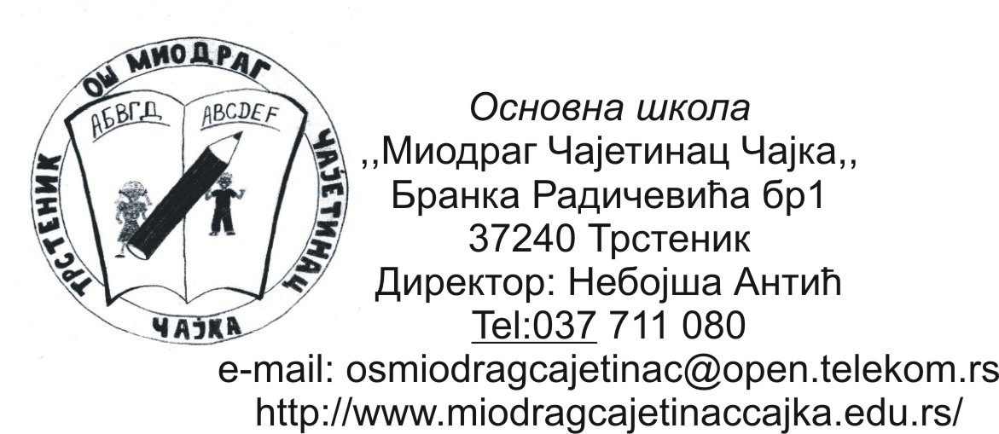 ОШ МИОДРАГ
ЧАЈЕТИНАЦ
ЧАЈКА
ТРСТЕНИК
АБВГД
ABCDEF
Основна школа
,,Миодраг Чајетинац Чајка,,
Бранка Радичевића бр1
37240 Трстеник
Директор: Небојша Антић
Tel:037 711 080
e-mail: osmiodragcajetinac@open.telekom.rs
http://www.miodragcajetinaccajka.edu.rs/